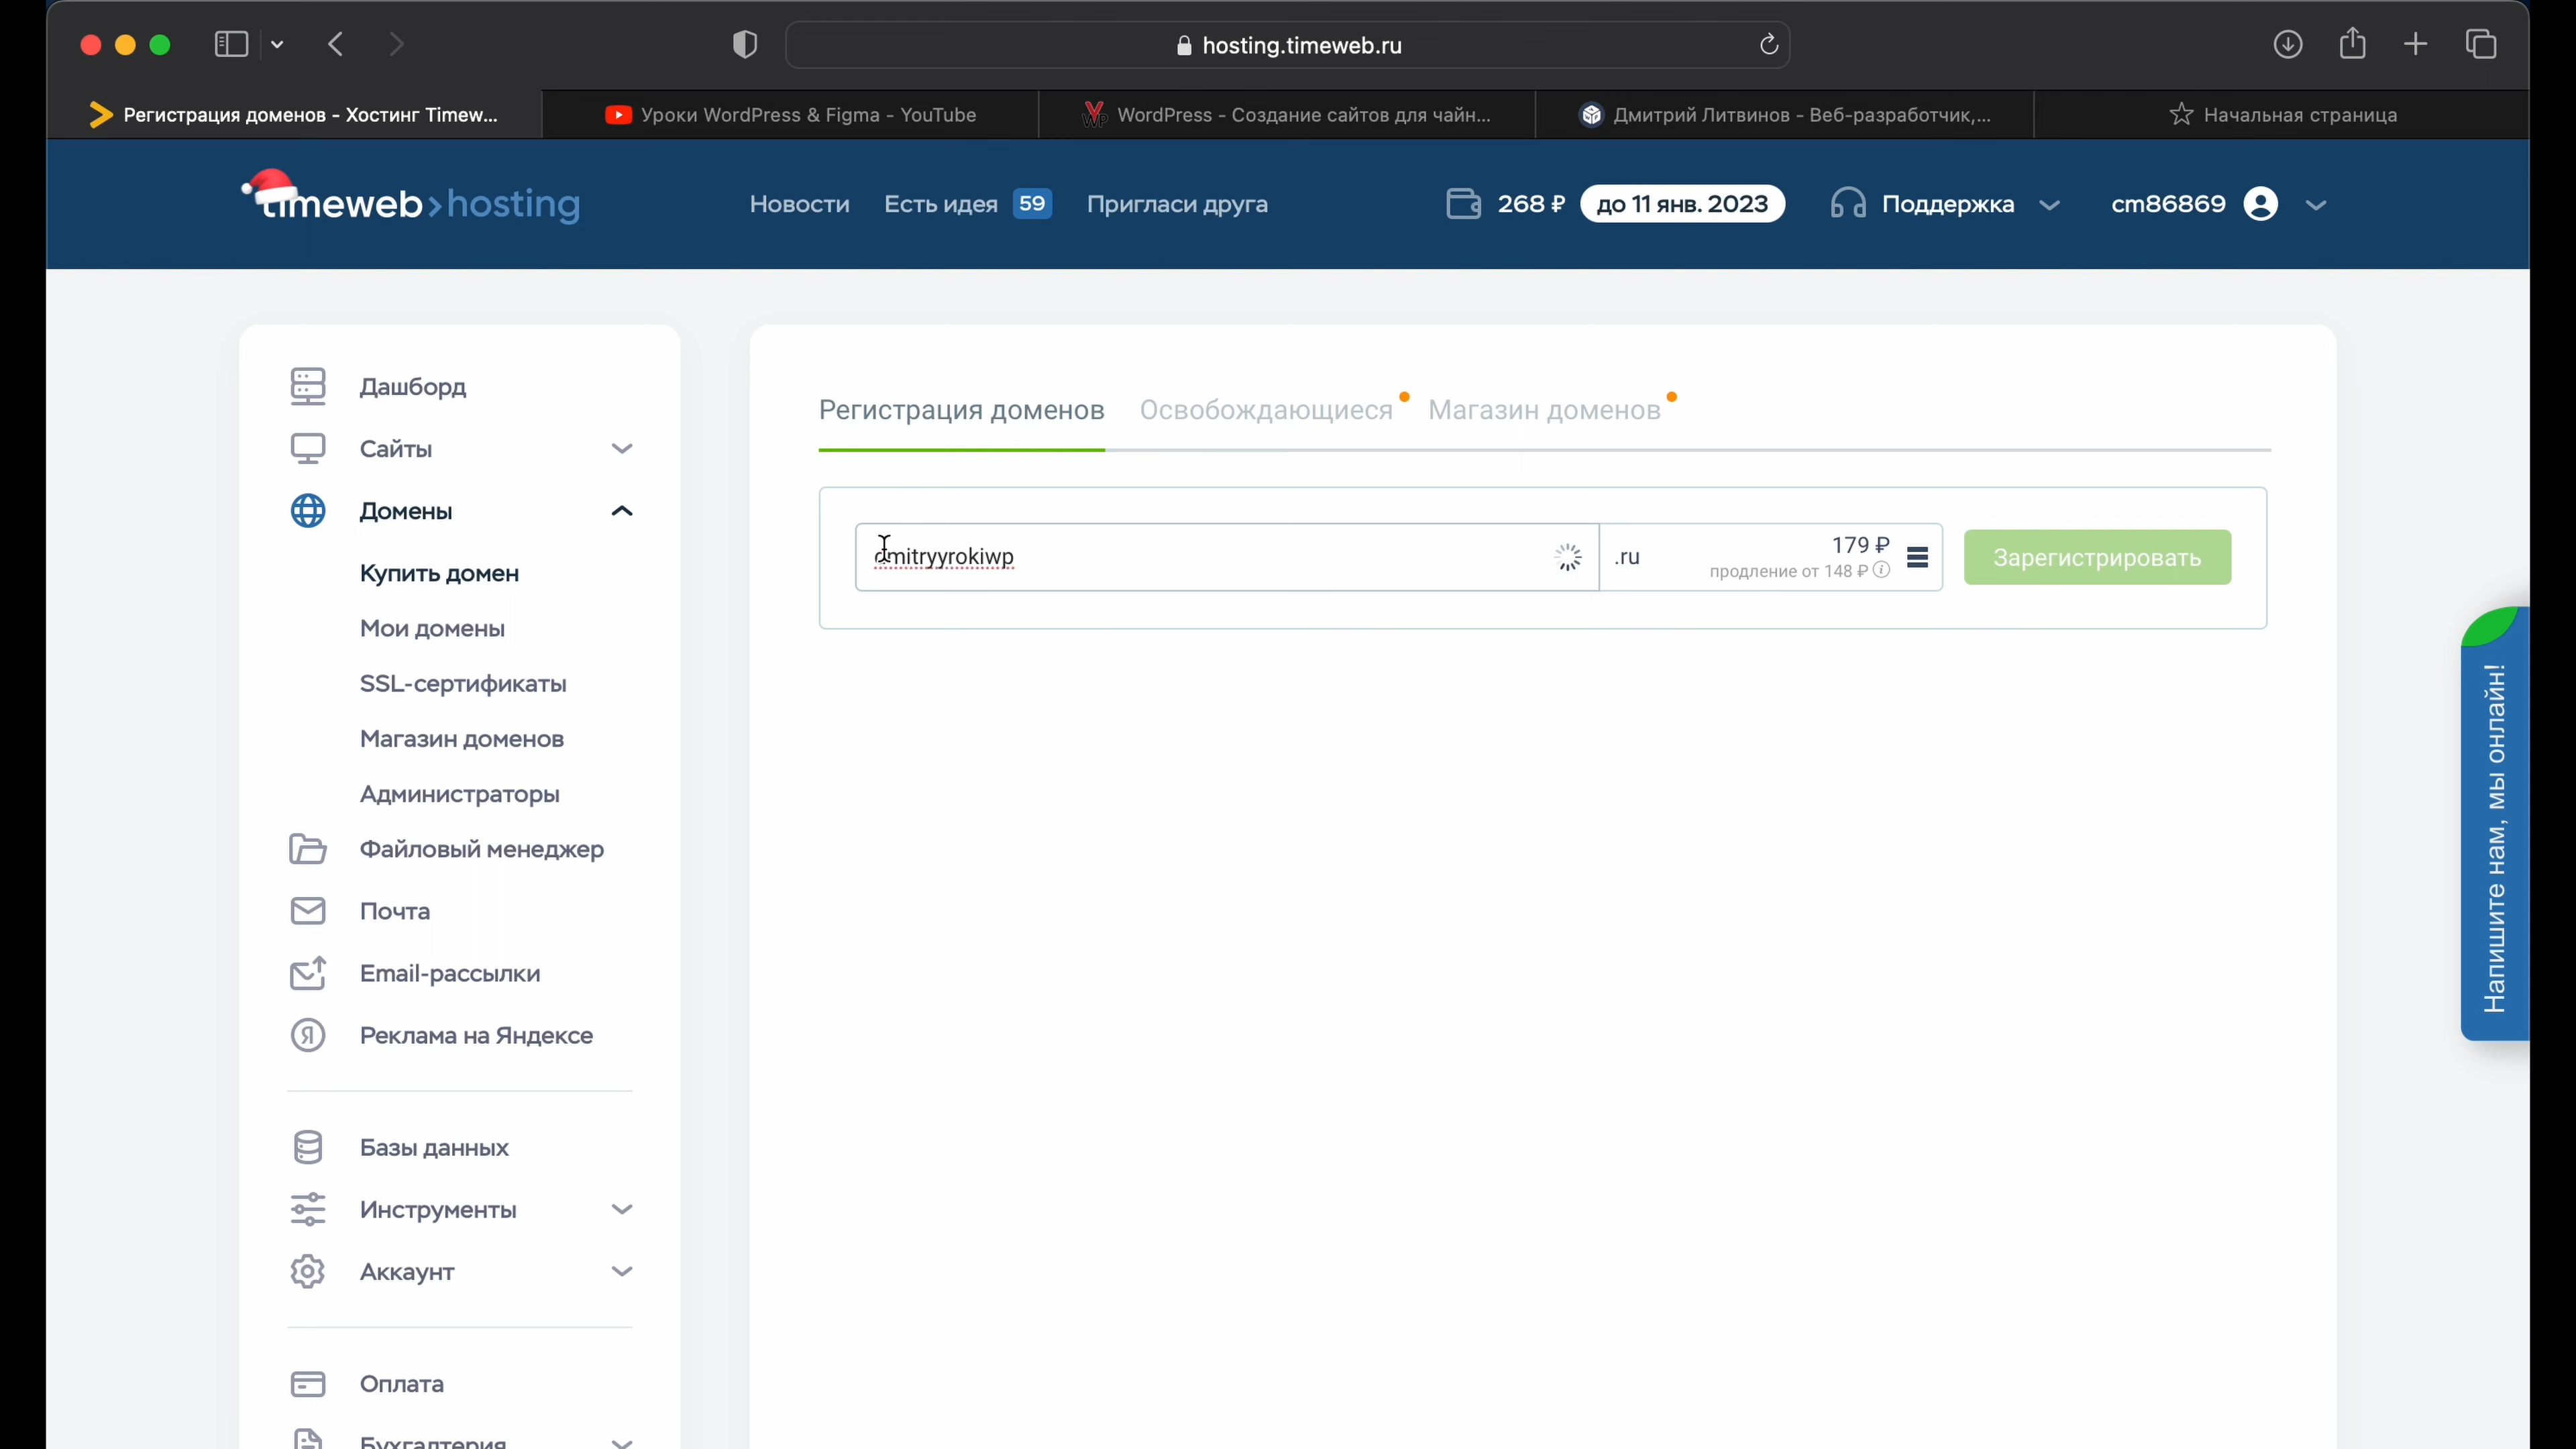 hosting.timeweb.ru
Регистрация доменов - Хостинг Timew...
Уроки WordPress & Figma - YouTube
WordPress - Создание сайтов для чайн...
Дмитрий Литвинов - Веб-разработчик,...
Начальная страница
timeweb>hosting
Новости
Есть идея 59
Пригласи друга
268 ₽
до 11 янв. 2023
Поддержка
cm86869
Дашборд
Сайты
Домены
Купить домен
Мои домены
SSL-сертификаты
Магазин доменов
Администраторы
Файловый менеджер
Почта
Email-рассылки
Реклама на Яндексе
Базы данных
Инструменты
Аккаунт
Оплата
Бухгалтерия
Регистрация доменов
Освобождающиеся
Магазин доменов
dmitryyrokiwp
.ru
179 ₽
продление от 148 ₽
Зарегистрировать
Напишите нам, мы онлайн!